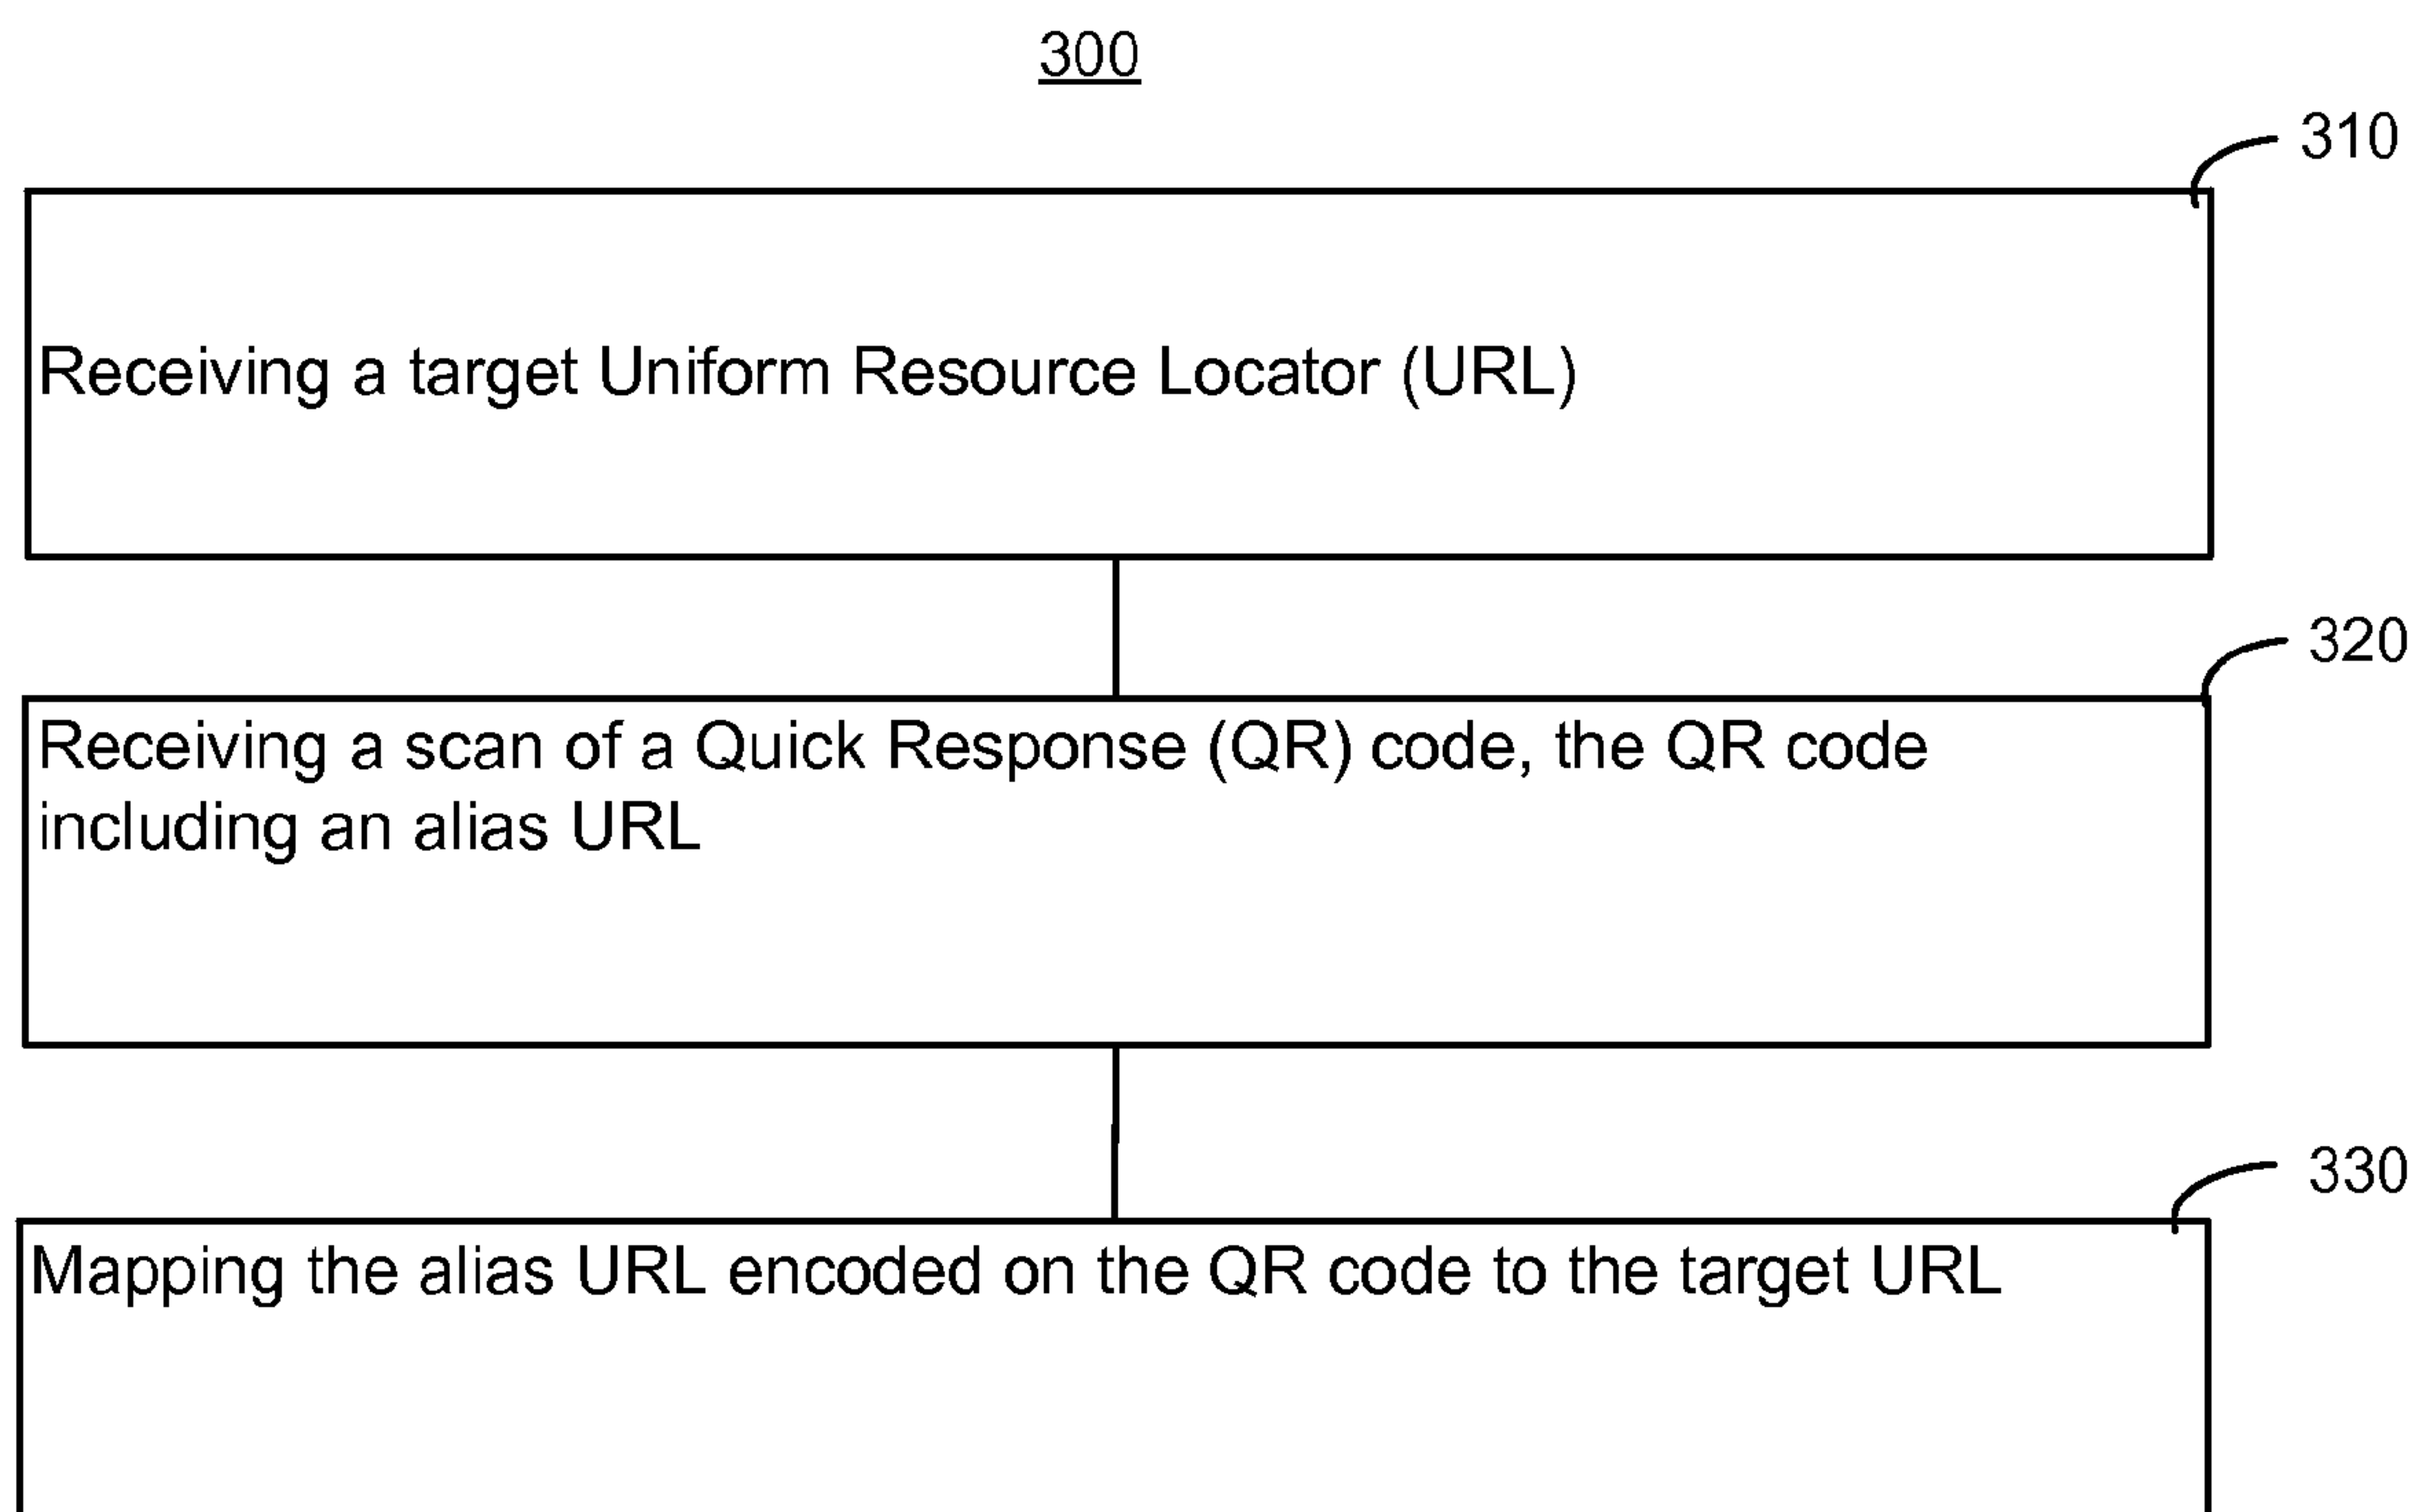 300
310
Receiving a target Uniform Resource Locator (URL)
320
Receiving a scan of a Quick Response (QR) code, the QR code
including an alias URL
330
Mapping the alias URL encoded on the QR code to the target URL